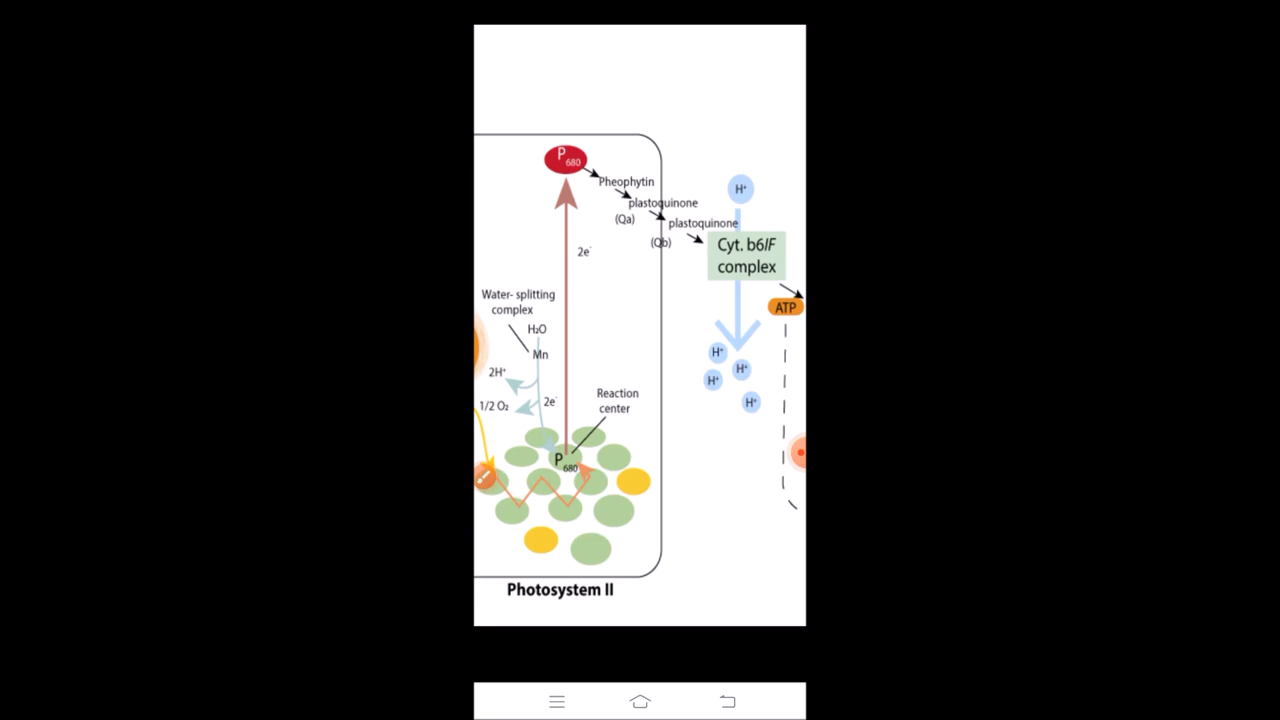 P680
Pheophytin
plastoquinone
(Qa)
plastoquinone
(Qb)
H⁺
Cyt. b6/F
complex
2e⁻
Water- splitting
complex
H₂O
Mn
2H⁺
1/2 O₂
2e⁻
ATP
H⁺
H⁺
H⁺
H⁺
Reaction
center
P680
Photosystem II